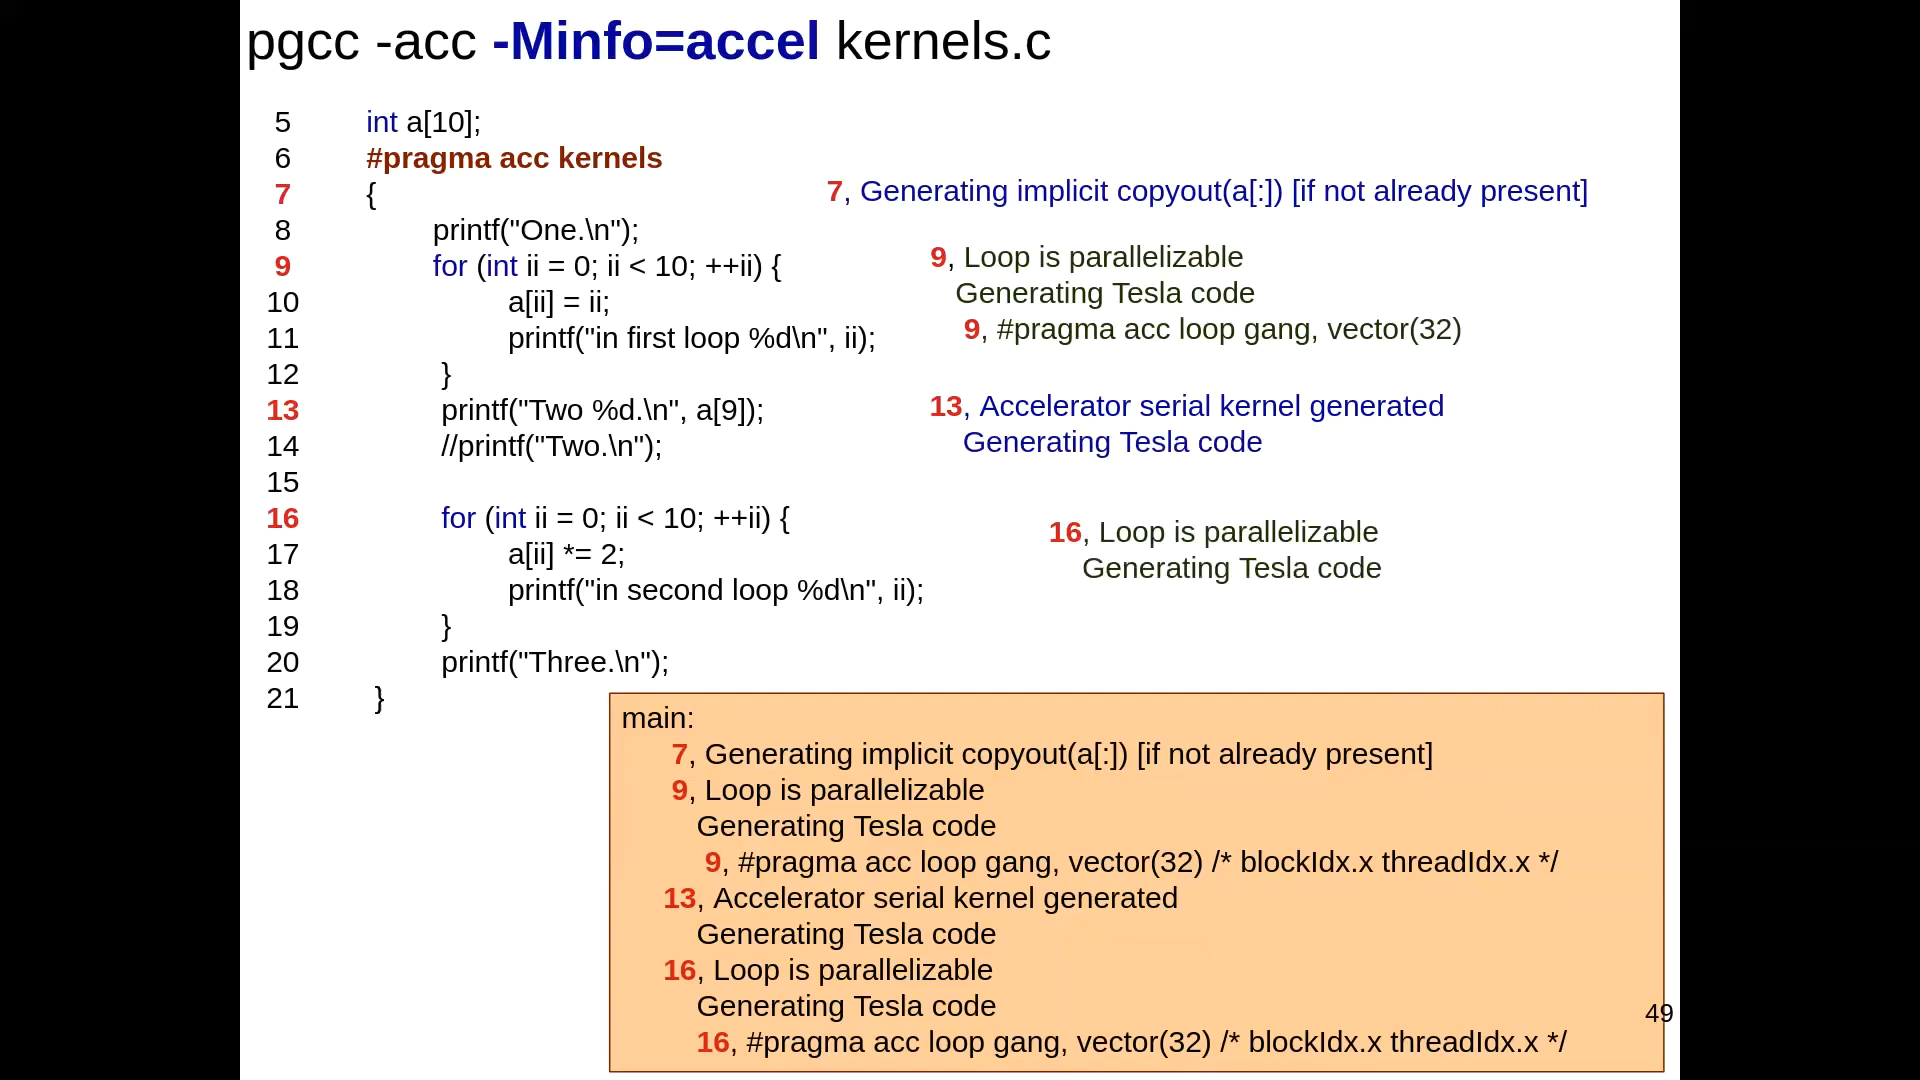 pgcc -acc -Minfo=accel kernels.c
5 int a[10];
6 #pragma acc kernels
7 {
7, Generating implicit copyout(a[:]) [if not already present]
8 printf("One.\n");
9 for (int ii = 0; ii < 10; ++ii) {
9, Loop is parallelizable
Generating Tesla code
10 a[ii] = ii;
11 printf("in first loop %d\n", ii);
9, #pragma acc loop gang, vector(32)
12 }
13 printf("Two %d.\n", a[9]);
13, Accelerator serial kernel generated
14 //printf("Two.\n");
Generating Tesla code
15
16 for (int ii = 0; ii < 10; ++ii) {
16, Loop is parallelizable
17 a[ii] *= 2;
Generating Tesla code
18 printf("in second loop %d\n", ii);
19 }
20 printf("Three.\n");
21 }
main:
7, Generating implicit copyout(a[:]) [if not already present]
9, Loop is parallelizable
Generating Tesla code
9, #pragma acc loop gang, vector(32) /* blockIdx.x threadIdx.x */
13, Accelerator serial kernel generated
Generating Tesla code
16, Loop is parallelizable
Generating Tesla code
16, #pragma acc loop gang, vector(32) /* blockIdx.x threadIdx.x */
49